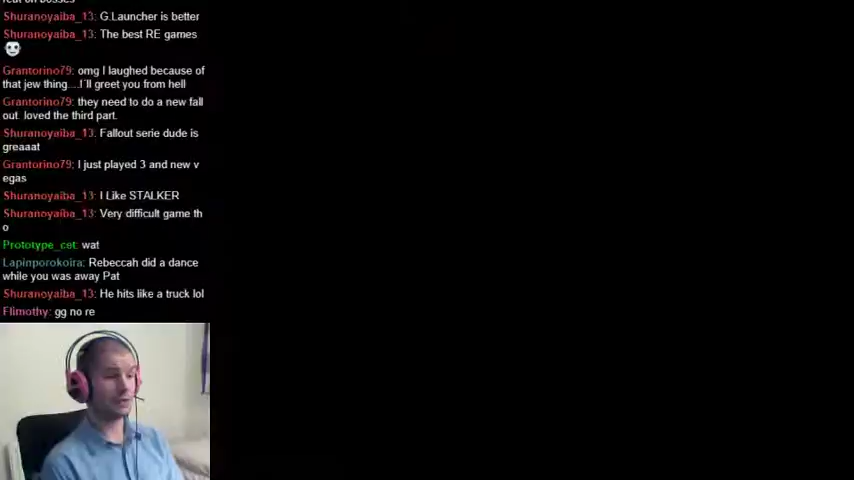 Shuranoyaiba_13: G.Launcher is better
Shuranoyaiba_13: The best RE games
Grantorino79: omg I laughed because of
that jew thing....I´ll greet you from hell
Grantorino79: they need to do a new fall
out. loved the third part.
Shuranoyaiba_13: Fallout serie dude is
greaaat
Grantorino79: I just played 3 and new v
egas
Shuranoyaiba_13: I Like STALKER
Shuranoyaiba_13: Very difficult game th
o
Prototype_cet: wat
Lapinporokoira: Rebeccah did a dance
while you was away Pat
Shuranoyaiba_13: He hits like a truck lol
Flimothy: gg no re